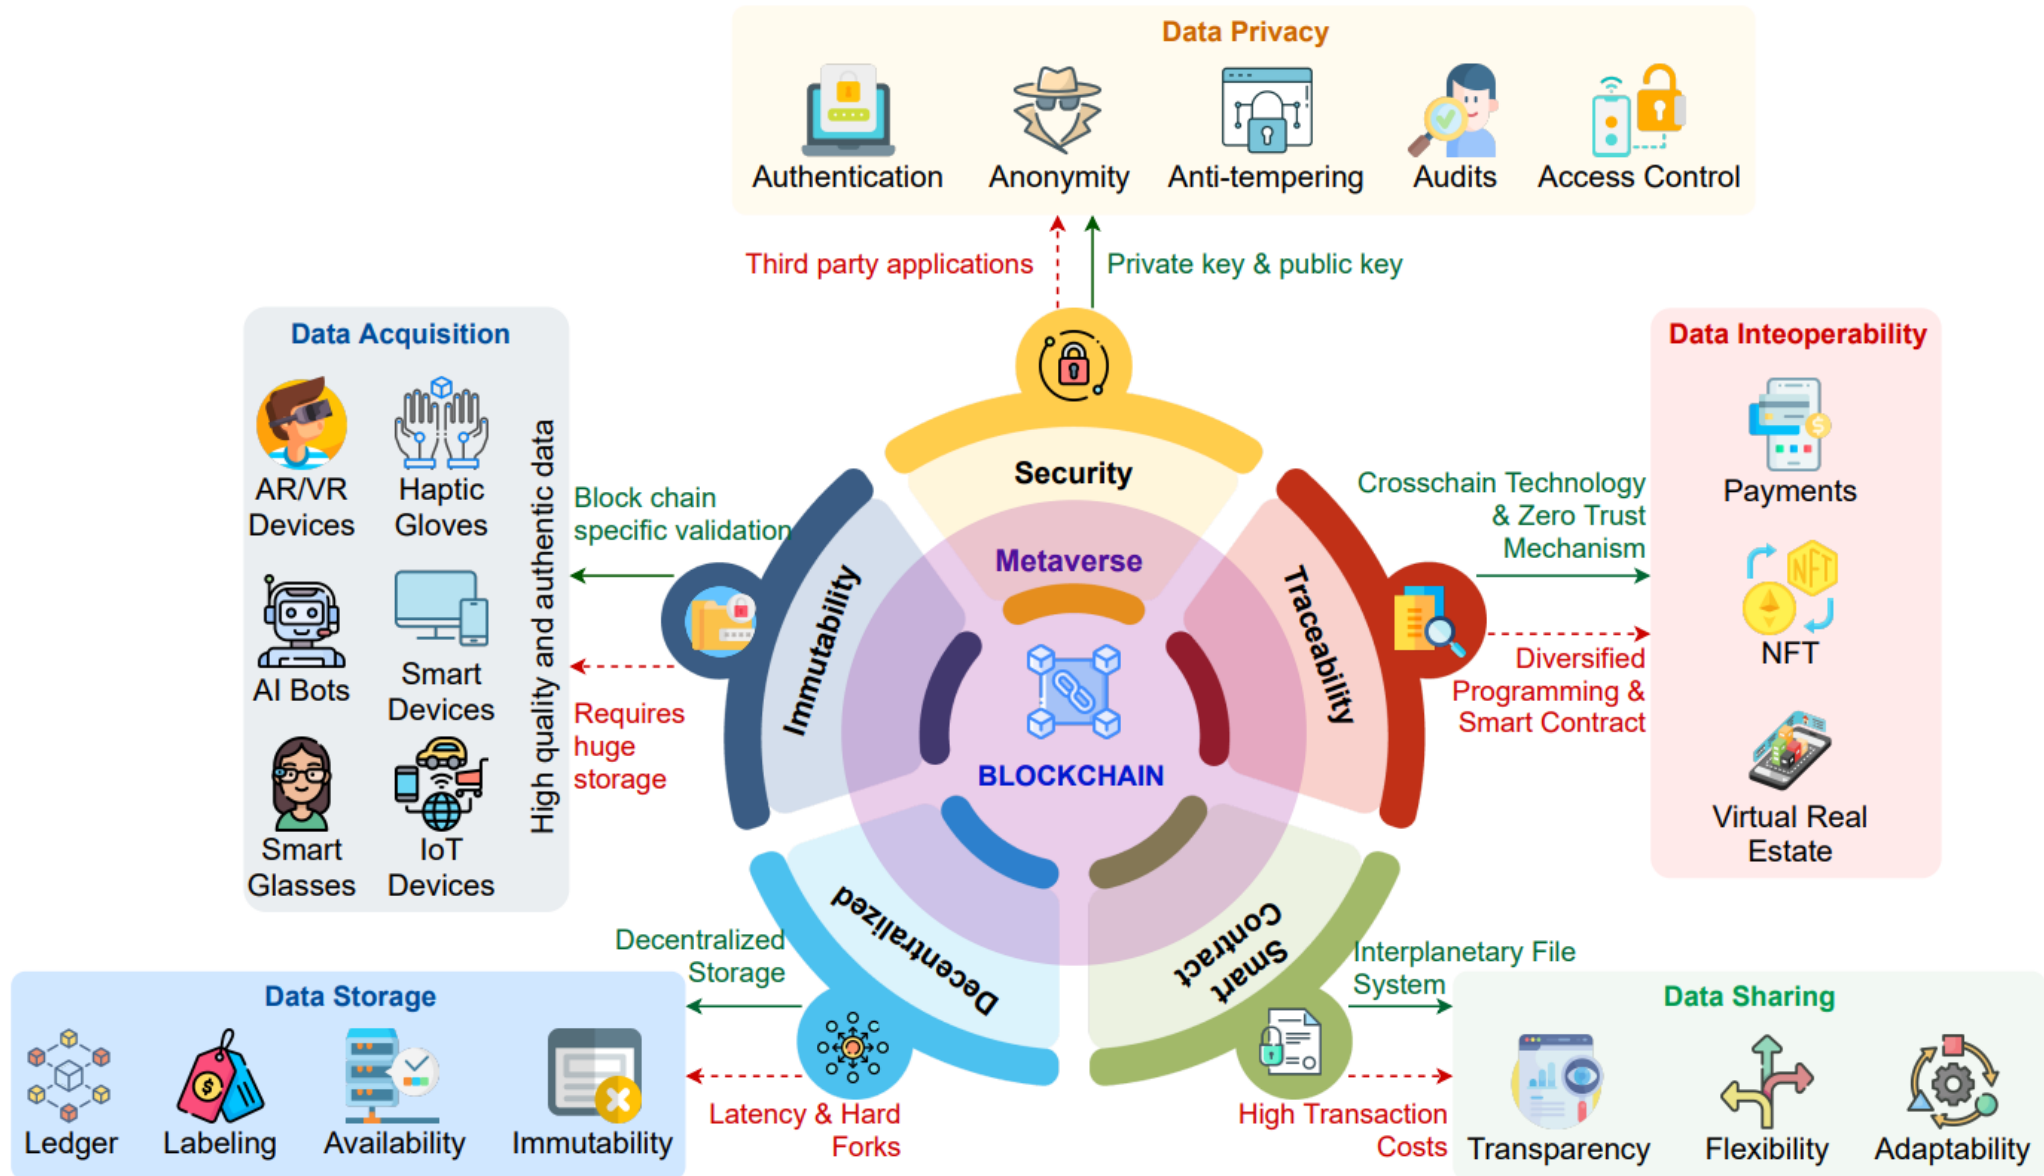 Data Privacy
Authentication
Anonymity
Anti-tempering
Audits
Access Control
Third party applications
Private key & public key
Data Acquisition
AR/VR
Devices
Haptic
Gloves
AI Bots
Smart
Devices
Smart
Glasses
IoT
Devices
High quality and authentic data
Block chain
specific validation
Requires
huge
storage
Security
Metaverse
Immutability
Traceability
BLOCKCHAIN
Decentralized
Smart
Contract
Crosschain Technology
& Zero Trust
Mechanism
Diversified
Programming &
Smart Contract
Data Inteoperability
Payments
NFT
NFT
Virtual Real
Estate
Decentralized
Storage
Latency & Hard
Forks
Data Storage
Ledger
Labeling
Availability
Immutability
Interplanetary File
System
High Transaction
Costs
Data Sharing
Transparency
Flexibility
Adaptability